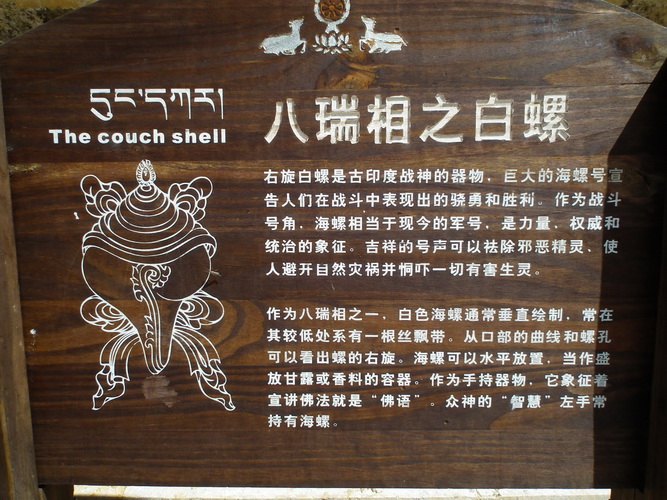 དུང་དཀར།
The couch shell
八瑞相之白螺
右旋白螺是古印度战神的器物，巨大的海螺号宣
告人们在战斗中表现出的骁勇和胜利。作为战斗
号角，海螺相当于现今的军号，是力量，权威和
统治的象征。吉祥的号声可以祛除邪恶精灵、使
人避开自然灾祸并恫吓一切有害生灵。
作为八瑞相之一，白色海螺通常垂直绘制，常在
其较低处系有一根丝飘带。从口部的曲线和螺孔
可以看出螺的右旋。海螺可以水平放置，当作盛
放甘露或香料的容器。作为手持器物，它象征着
宣讲佛法就是“佛语”。众神的“智慧”左手常
持有海螺。